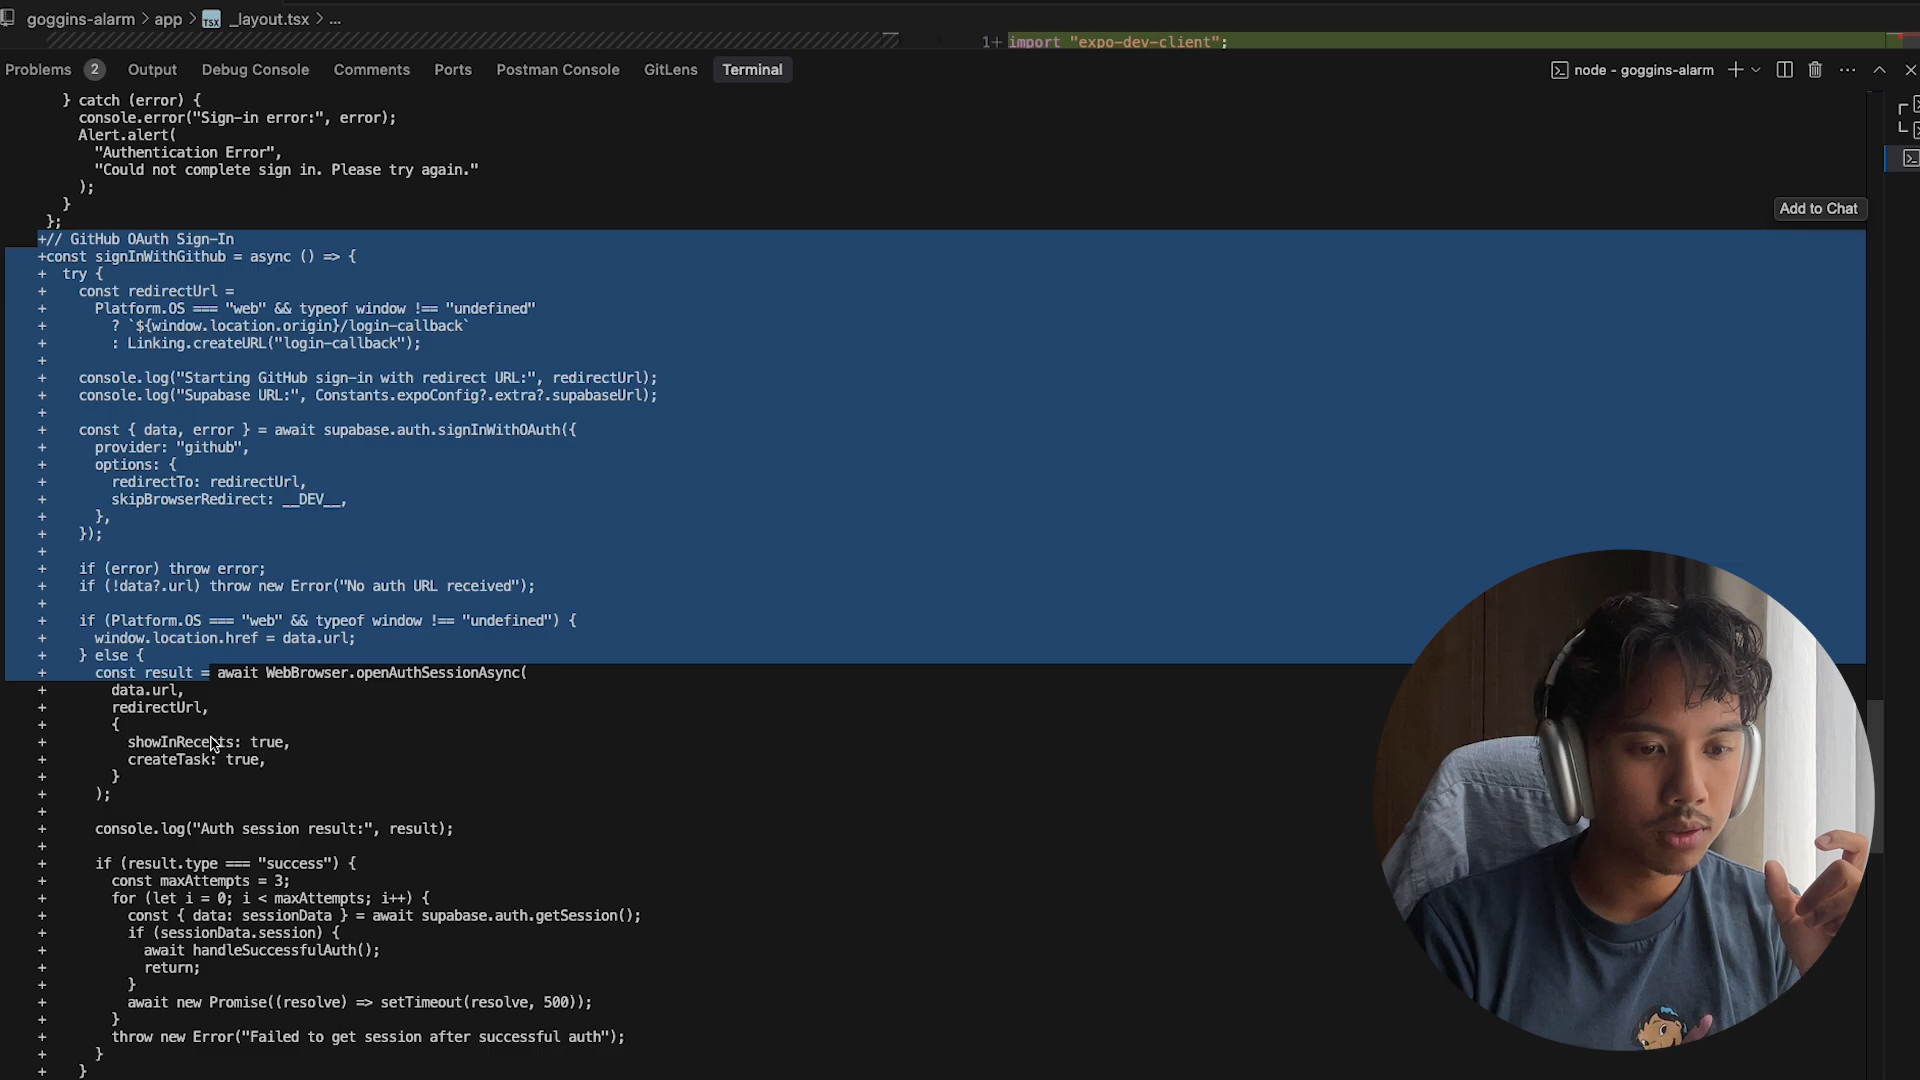 goggins-alarm > app > TSX _layout.tsx > ...
1+ import "expo-dev-client";
Problems 2 Output Debug Console Comments Ports Postman Console GitLens Terminal node - goggins-alarm
} catch (error) {
console.error("Sign-in error:", error);
Alert.alert(
"Authentication Error",
"Could not complete sign in. Please try again."
);
}
};
Add to Chat
+// GitHub OAuth Sign-In
+const signInWithGithub = async () => {
+ try {
+ const redirectUrl =
+ Platform.OS === "web" && typeof window !== "undefined"
+ ? `${window.location.origin}/login-callback`
+ : Linking.createURL("login-callback");
+
+ console.log("Starting GitHub sign-in with redirect URL:", redirectUrl);
+ console.log("Supabase URL:", Constants.expoConfig?.extra?.supabaseUrl);
+
+ const { data, error } = await supabase.auth.signInWithOAuth({
+ provider: "github",
+ options: {
+ redirectTo: redirectUrl,
+ skipBrowserRedirect: __DEV__,
+ },
+ });
+
+ if (error) throw error;
+ if (!data?.url) throw new Error("No auth URL received");
+
+ if (Platform.OS === "web" && typeof window !== "undefined") {
+ window.location.href = data.url;
+ } else {
+ const result = await WebBrowser.openAuthSessionAsync(
+ data.url,
+ redirectUrl,
+ {
+ showInRecents: true,
+ createTask: true,
+ }
+ );
+
+ console.log("Auth session result:", result);
+
+ if (result.type === "success") {
+ const maxAttempts = 3;
+ for (let i = 0; i < maxAttempts; i++) {
+ const { data: sessionData } = await supabase.auth.getSession();
+ if (sessionData.session) {
+ await handleSuccessfulAuth();
+ return;
+ }
+ await new Promise((resolve) => setTimeout(resolve, 500));
+ }
+ throw new Error("Failed to get session after successful auth");
+ }
+ }